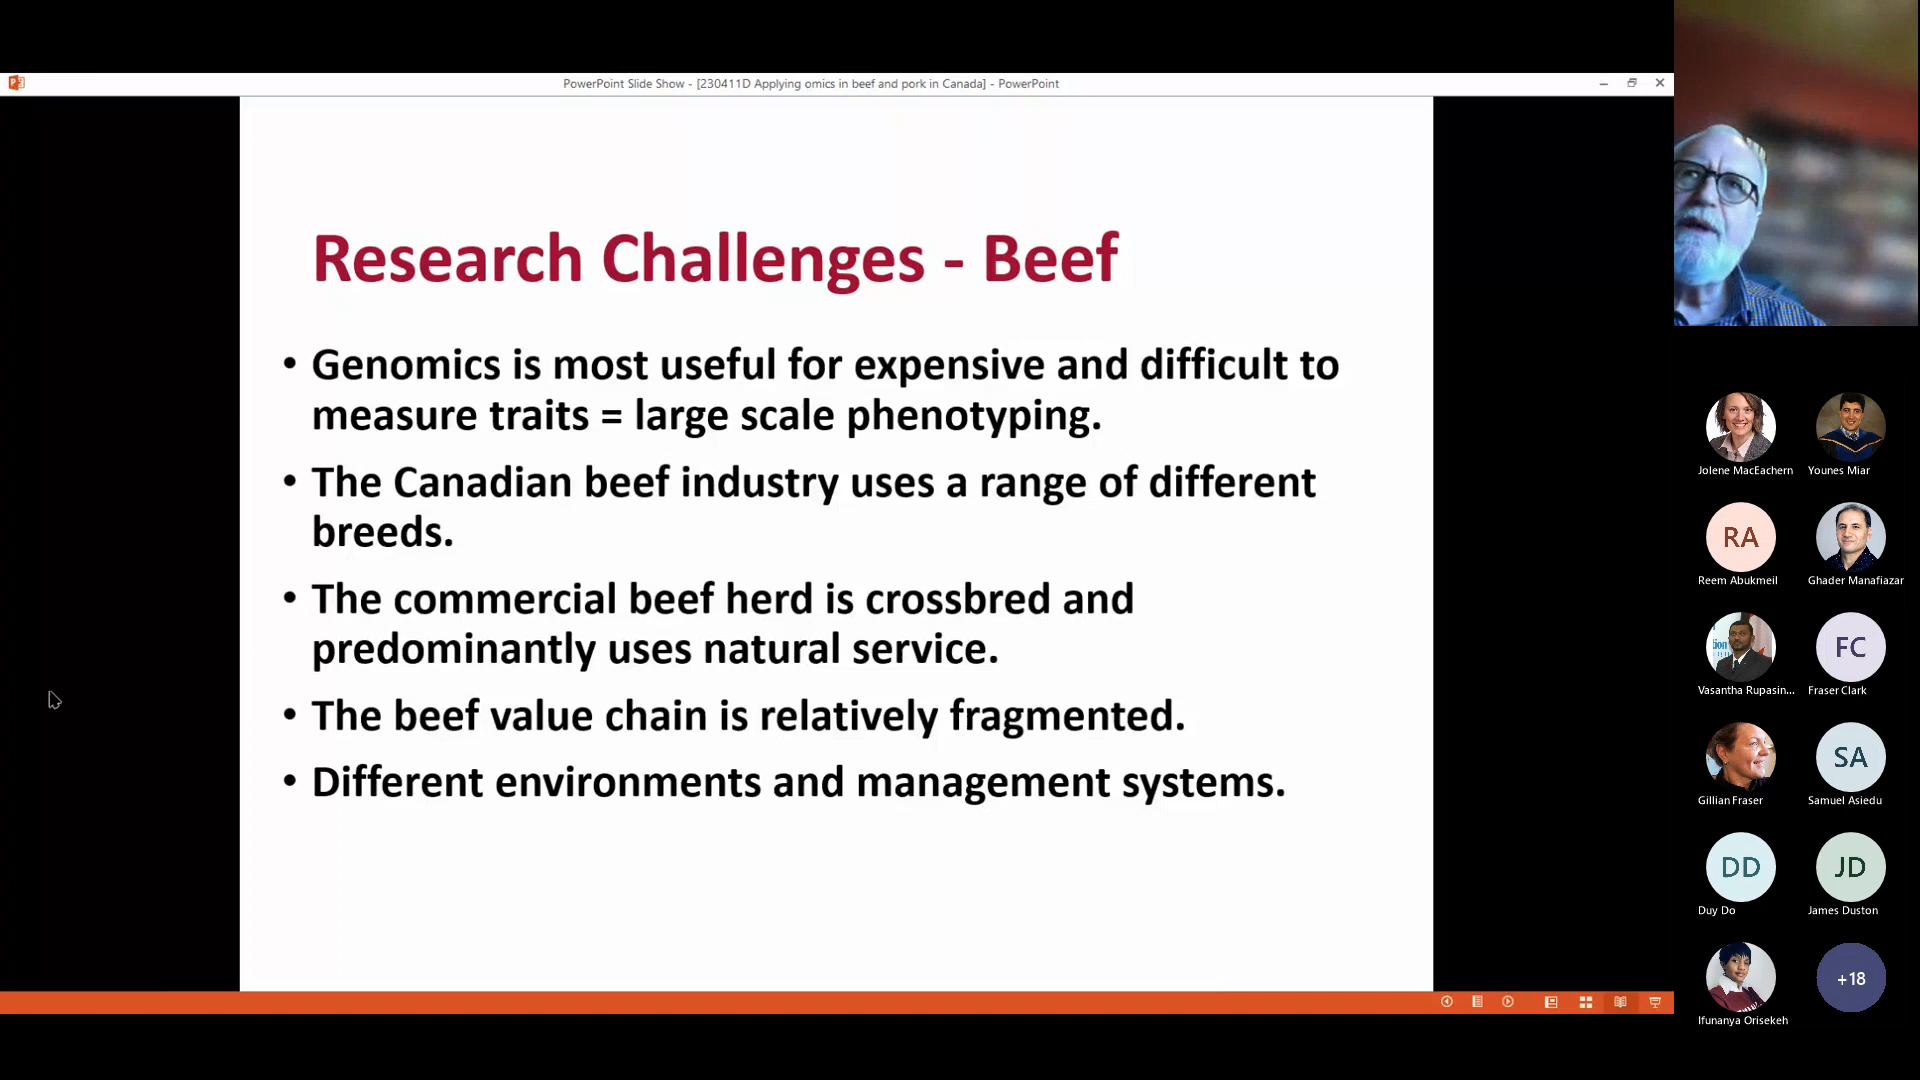 PowerPoint Slide Show - [230411D Applying omics in beef and pork in Canada] - PowerPoint
Research Challenges - Beef
• Genomics is most useful for expensive and difficult to
measure traits = large scale phenotyping.
• The Canadian beef industry uses a range of different
breeds.
• The commercial beef herd is crossbred and
predominantly uses natural service.
• The beef value chain is relatively fragmented.
• Different environments and management systems.
Jolene MacEachern
Younes Miar
RA
Reem Abukmeil
Ghader Manafiazar
Vasantha Rupasin...
FC
Fraser Clark
Gillian Fraser
SA
Samuel Asiedu
DD
Duy Do
JD
James Duston
Ifunanya Orisekeh
+18